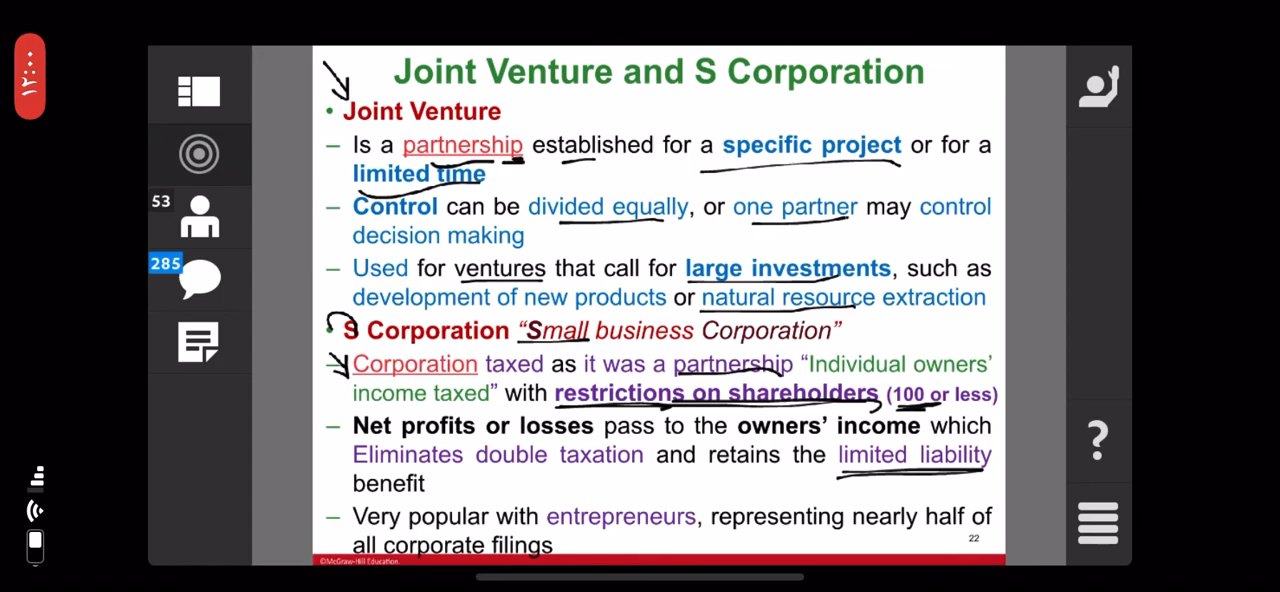 ١٢:٠٠
53
285
Joint Venture and S Corporation
• Joint Venture
– Is a partnership established for a specific project or for a
limited time
– Control can be divided equally, or one partner may control
decision making
– Used for ventures that call for large investments, such as
development of new products or natural resource extraction
• S Corporation “Small business Corporation”
– Corporation taxed as it was a partnership “Individual owners’
income taxed” with restrictions on shareholders (100 or less)
– Net profits or losses pass to the owners’ income which
Eliminates double taxation and retains the limited liability
benefit
– Very popular with entrepreneurs, representing nearly half of
all corporate filings
22
©McGraw-Hill Education.
?